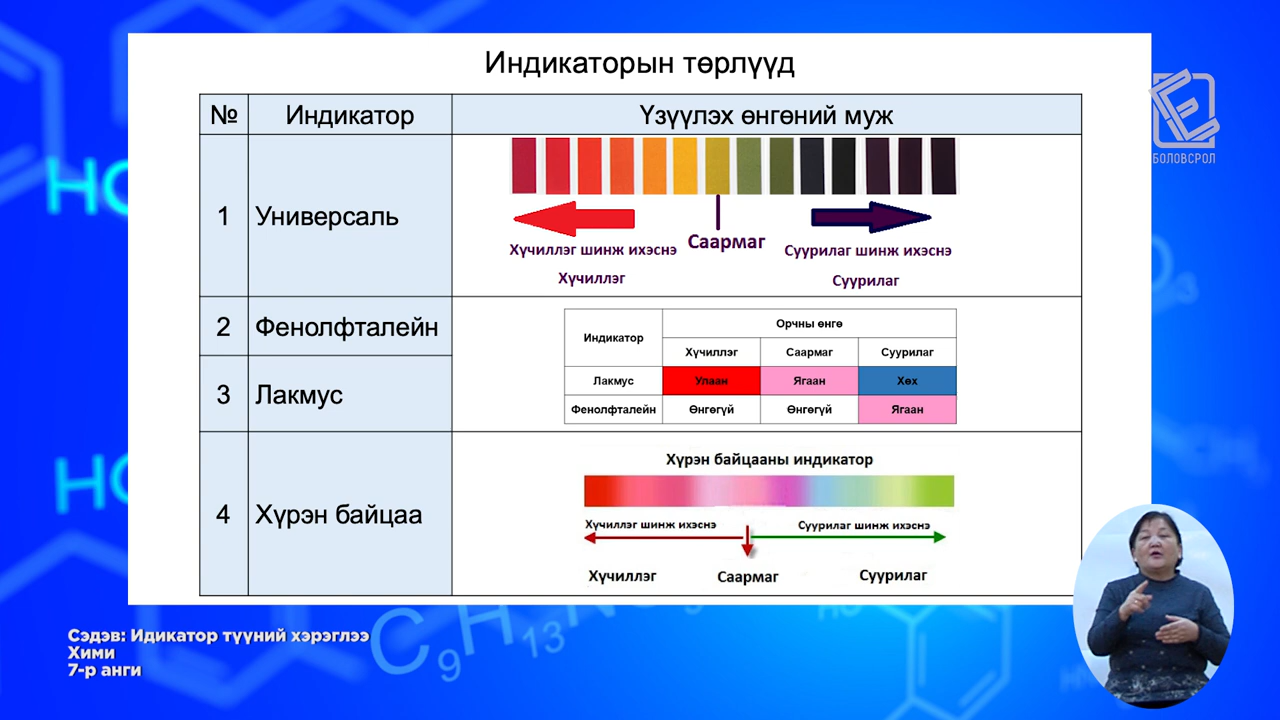 Индикаторын төрлүүд
№ Индикатор Үзүүлэх өнгөний муж
1 Универсаль
Хүчиллэг шинж ихэснэ Саармаг Суурилаг шинж ихэснэ
Хүчиллэг Суурилаг
2 Фенолфталейн
3 Лакмус
Индикатор Орчны өнгө
Хүчиллэг Саармаг Суурилаг
Лакмус Улаан Ягаан Хөх
Фенолфталейн Өнгөгүй Өнгөгүй Ягаан
4 Хүрэн байцаа
Хүрэн байцааны индикатор
Хүчиллэг шинж ихэснэ Суурилаг шинж ихэснэ
Хүчиллэг Саармаг Суурилаг
БОЛОВСРОЛ
Сэдэв: Идикатор түүний хэрэглээ
Хими
7-р анги
C9H13N